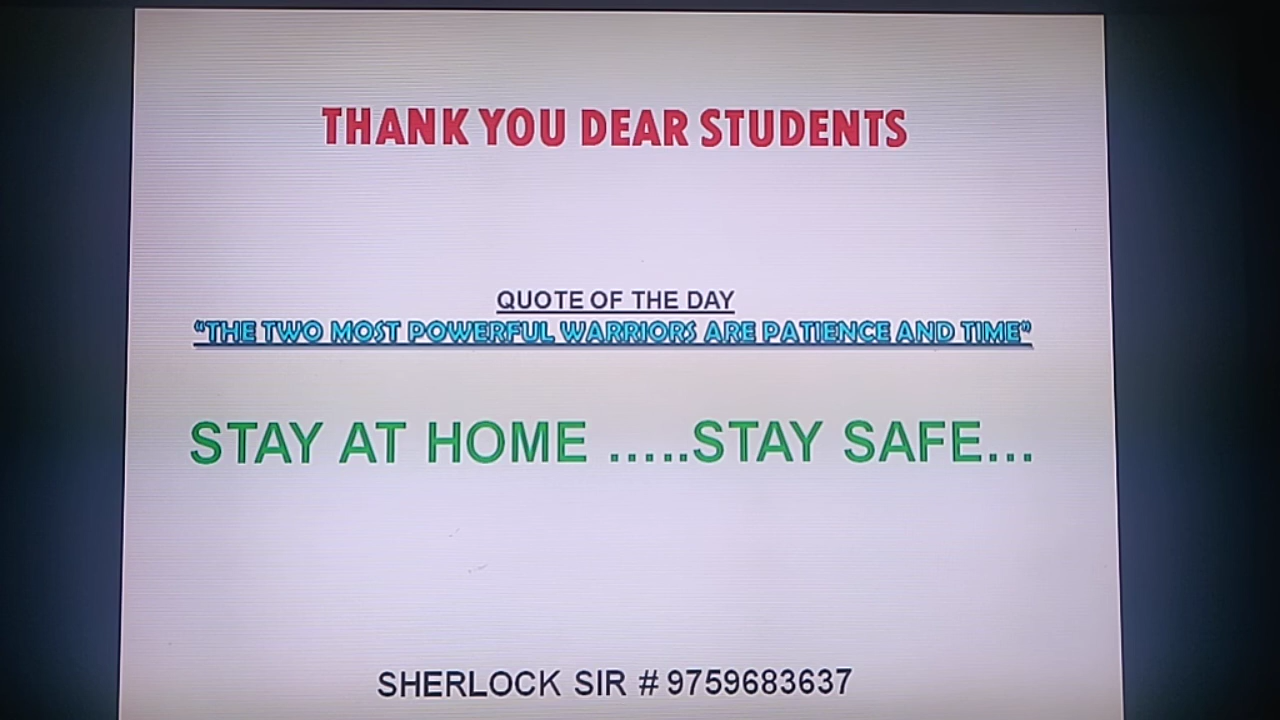 THANK YOU DEAR STUDENTS
QUOTE OF THE DAY
“THE TWO MOST POWERFUL WARRIORS ARE PATIENCE AND TIME”
STAY AT HOME .....STAY SAFE...
SHERLOCK SIR # 9759683637